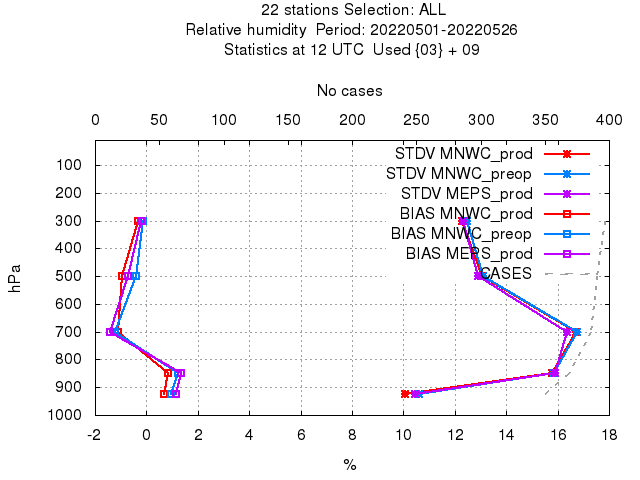 22 stations Selection: ALL
Relative humidity  Period: 20220501-20220526
Statistics at 12 UTC  Used {03} + 09
No cases
0 50 100 150 200 250 300 350 400
100
200
300
400
500
600
700
800
900
1000
hPa
STDV MNWC_prod
STDV MNWC_preop
STDV MEPS_prod
BIAS MNWC_prod
BIAS MNWC_preop
BIAS MEPS_prod
CASES
-2 0 2 4 6 8 10 12 14 16 18
%